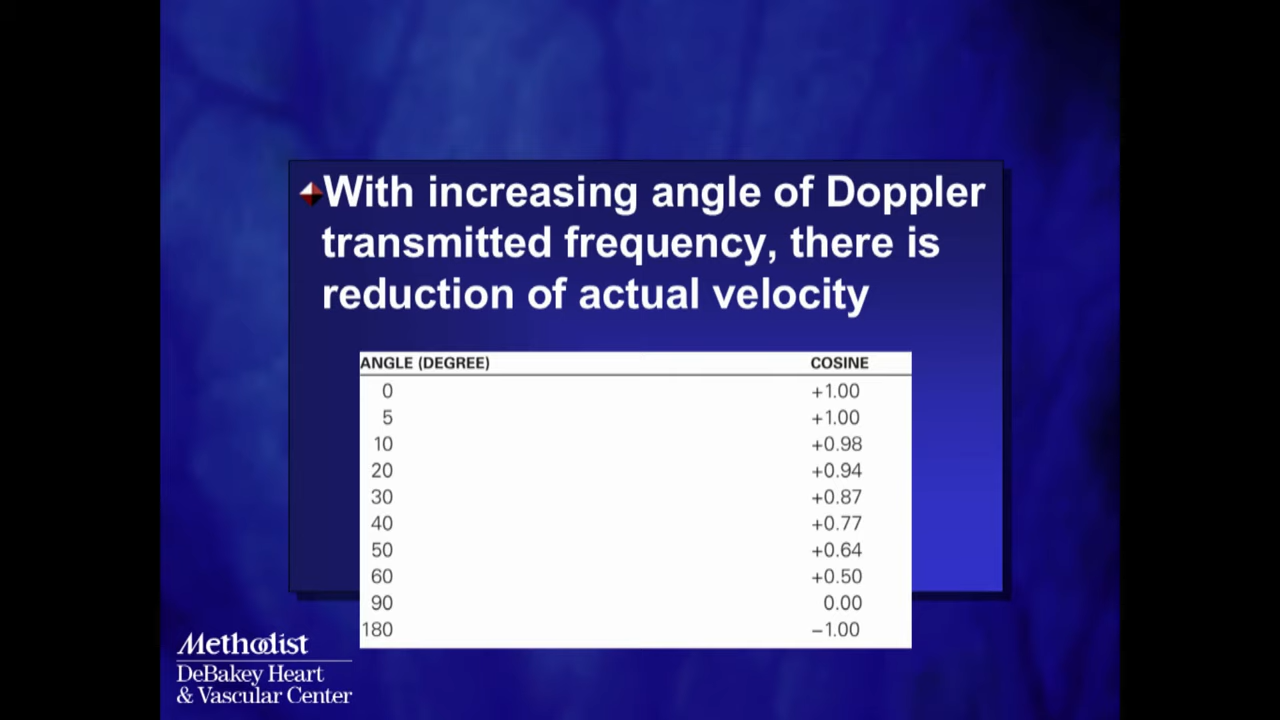 With increasing angle of Doppler
transmitted frequency, there is
reduction of actual velocity
ANGLE (DEGREE) COSINE
0 +1.00
5 +1.00
10 +0.98
20 +0.94
30 +0.87
40 +0.77
50 +0.64
60 +0.50
90 0.00
180 −1.00
Methodist
DeBakey Heart
& Vascular Center